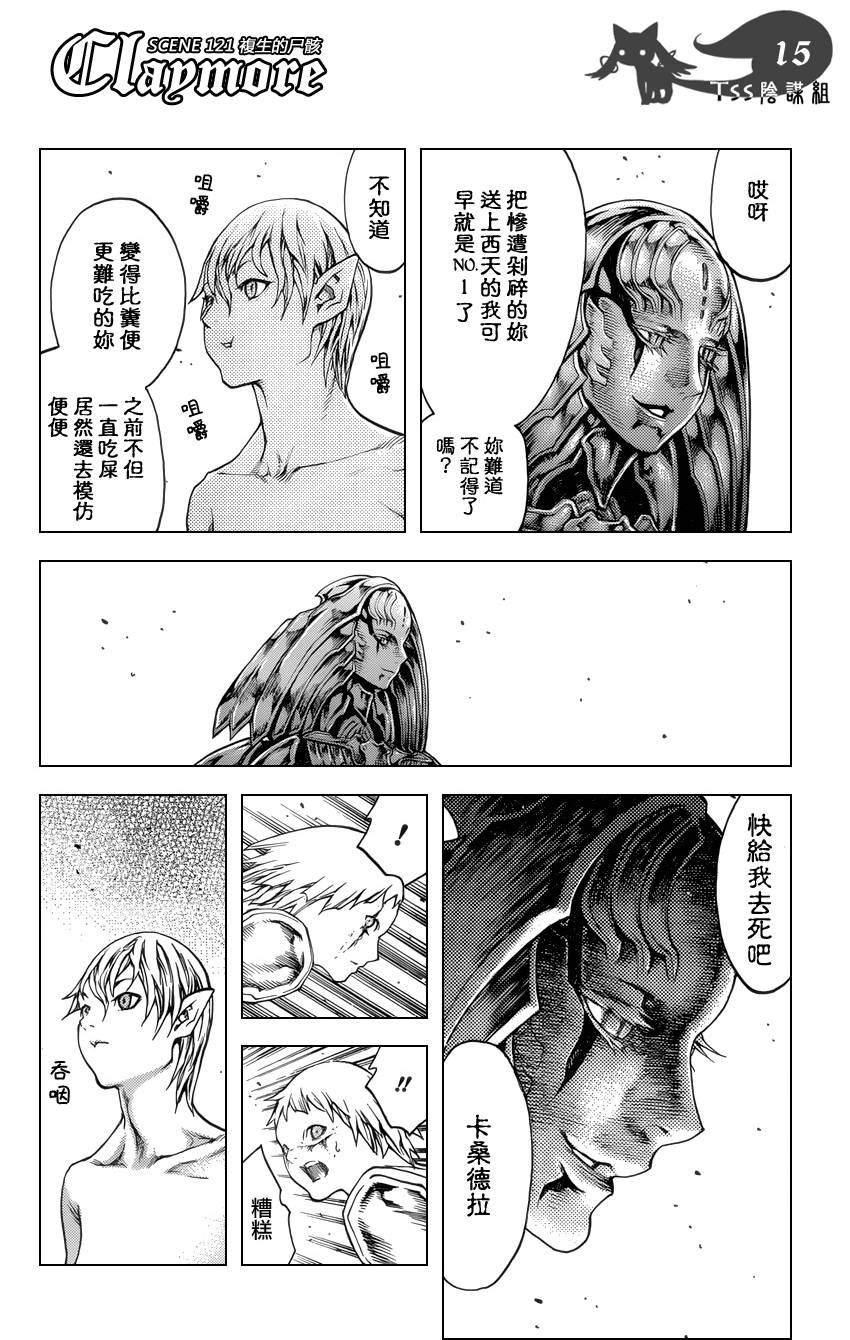 SCENE 121 複生的尸骸
Claymore
15
Tss陰謀組
哎呀
把慘遭剁碎的妳
送上西天的我可
早就是NO.
1了
妳難道
不記得了
嗎？
不知道
咀嚼
變得比糞便
更難吃的妳
咀嚼
咀嚼
之前不但
一直吃屎
居然還去模仿
便便
快給我去死吧
卡桑德拉
！
！！
糟糕
吞咽